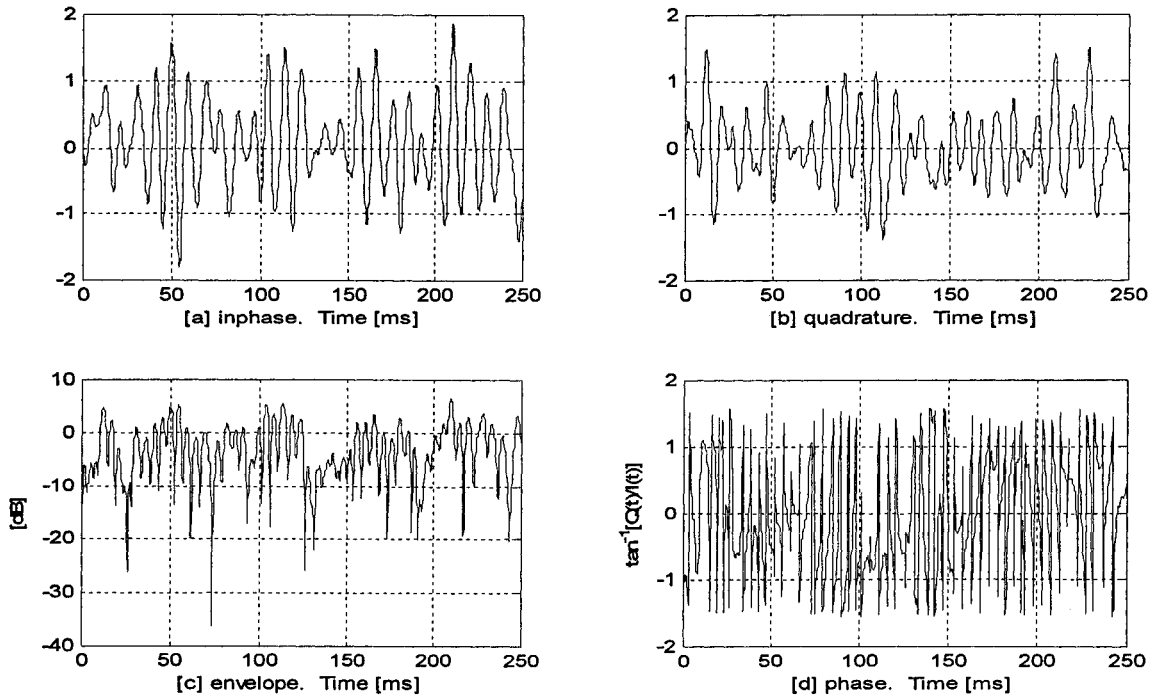 2
1
0
-1
-2
0 50 100 150 200 250
[a] inphase. Time [ms]
2
1
0
-1
-2
0 50 100 150 200 250
[b] quadrature. Time [ms]
10
0
-10
-20
-30
-40
[dB]
0 50 100 150 200 250
[c] envelope. Time [ms]
2
1
0
-1
-2
tan⁻¹[Q(t)/I(t)]
0 50 100 150 200 250
[d] phase. Time [ms]